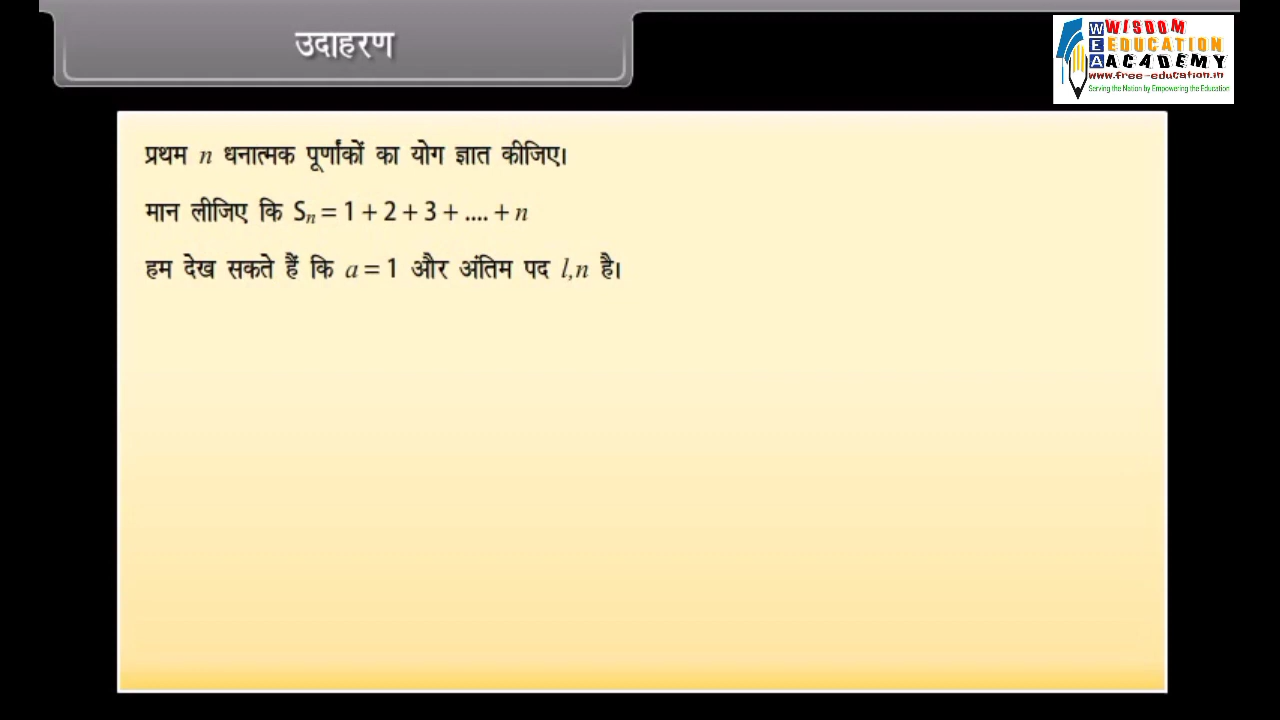 उदाहरण
WEA
WISDOM
EDUCATION
ACADEMY
www.free-education.in
Serving the Nation by Empowering the Education
प्रथम n धनात्मक पूर्णांकों का योग ज्ञात कीजिए।
मान लीजिए कि Sₙ = 1 + 2 + 3 + .... + n
हम देख सकते हैं कि a = 1 और अंतिम पद l,n है।